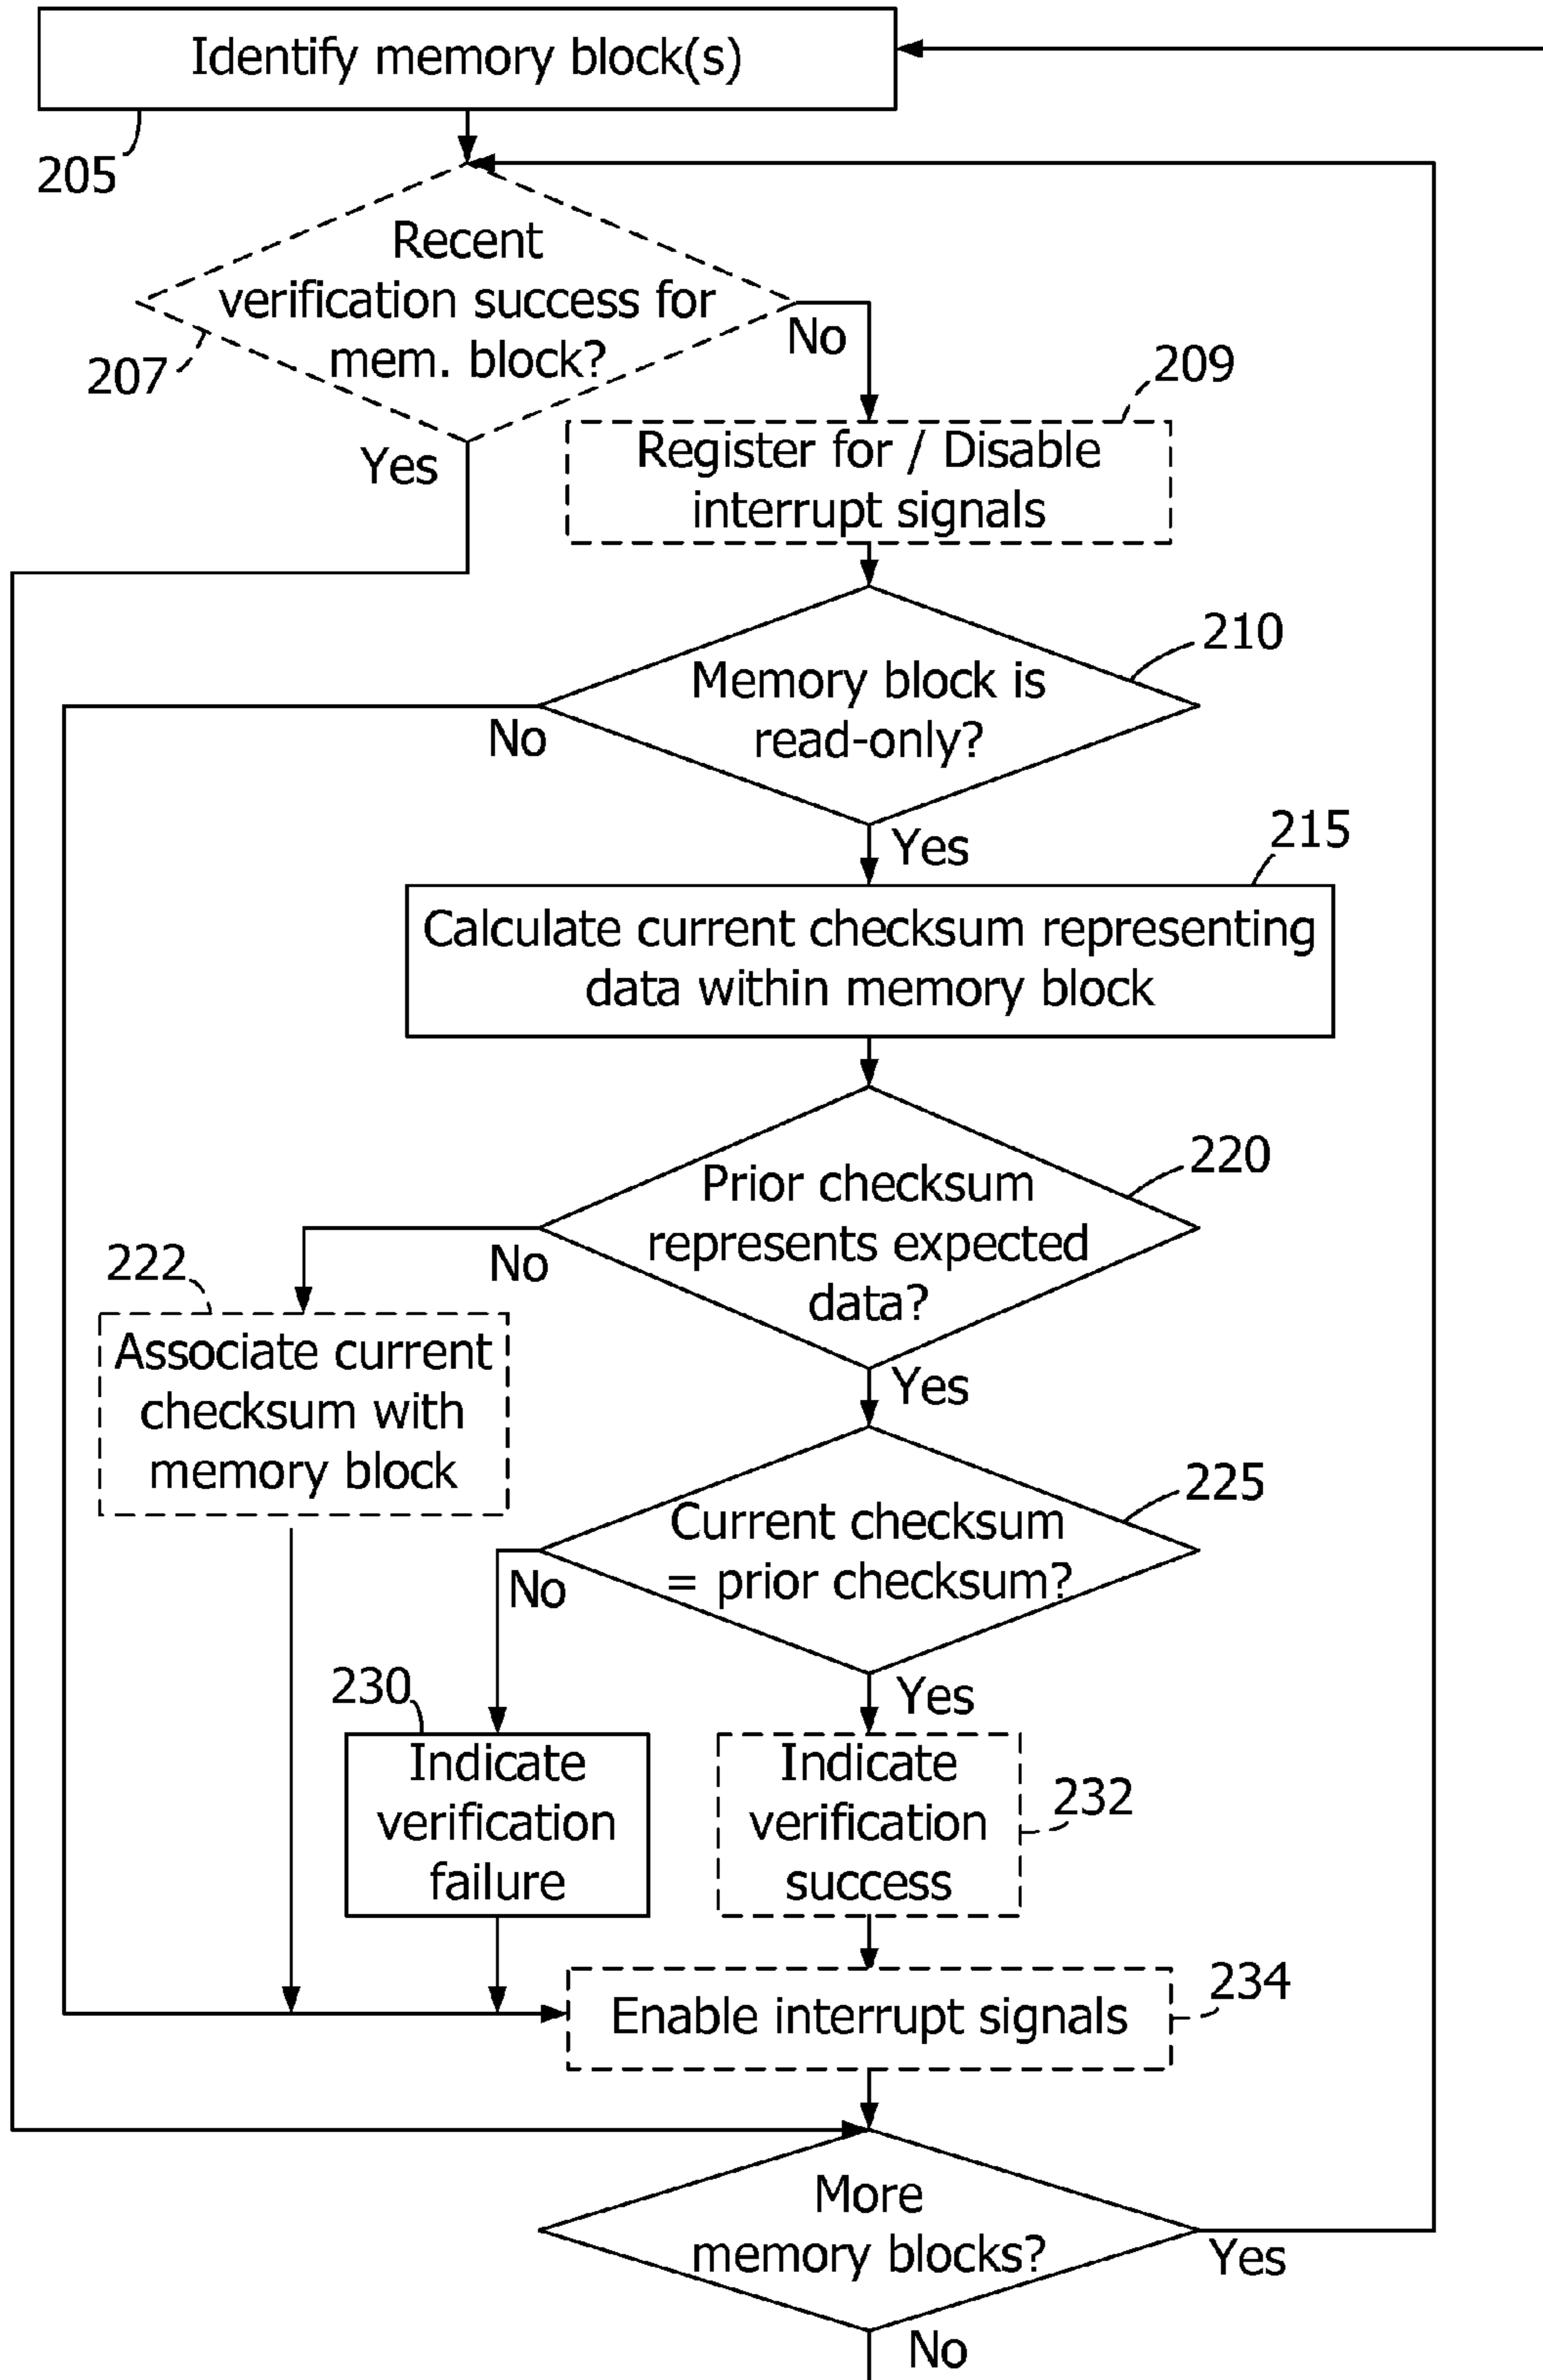 Identify memory block(s)
205
Recent
verification success for
mem. block?
207
No
Yes
209
Register for / Disable
interrupt signals
210
Memory block is
read-only?
No
Yes
215
Calculate current checksum representing
data within memory block
220
Prior checksum
represents expected
data?
No
Yes
222
Associate current
checksum with
memory block
225
Current checksum
= prior checksum?
No
Yes
230
Indicate
verification
failure
Indicate
verification
success
232
234
Enable interrupt signals
More
memory blocks?
Yes
No